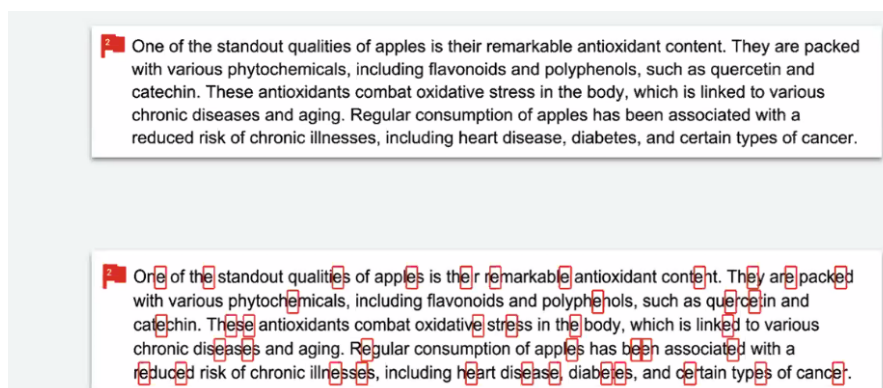 2
One of the standout qualities of apples is their remarkable antioxidant content. They are packed
with various phytochemicals, including flavonoids and polyphenols, such as quercetin and
catechin. These antioxidants combat oxidative stress in the body, which is linked to various
chronic diseases and aging. Regular consumption of apples has been associated with a
reduced risk of chronic illnesses, including heart disease, diabetes, and certain types of cancer.
2
One of the standout qualities of apples is their remarkable antioxidant content. They are packed
with various phytochemicals, including flavonoids and polyphenols, such as quercetin and
catechin. These antioxidants combat oxidative stress in the body, which is linked to various
chronic diseases and aging. Regular consumption of apples has been associated with a
reduced risk of chronic illnesses, including heart disease, diabetes, and certain types of cancer.